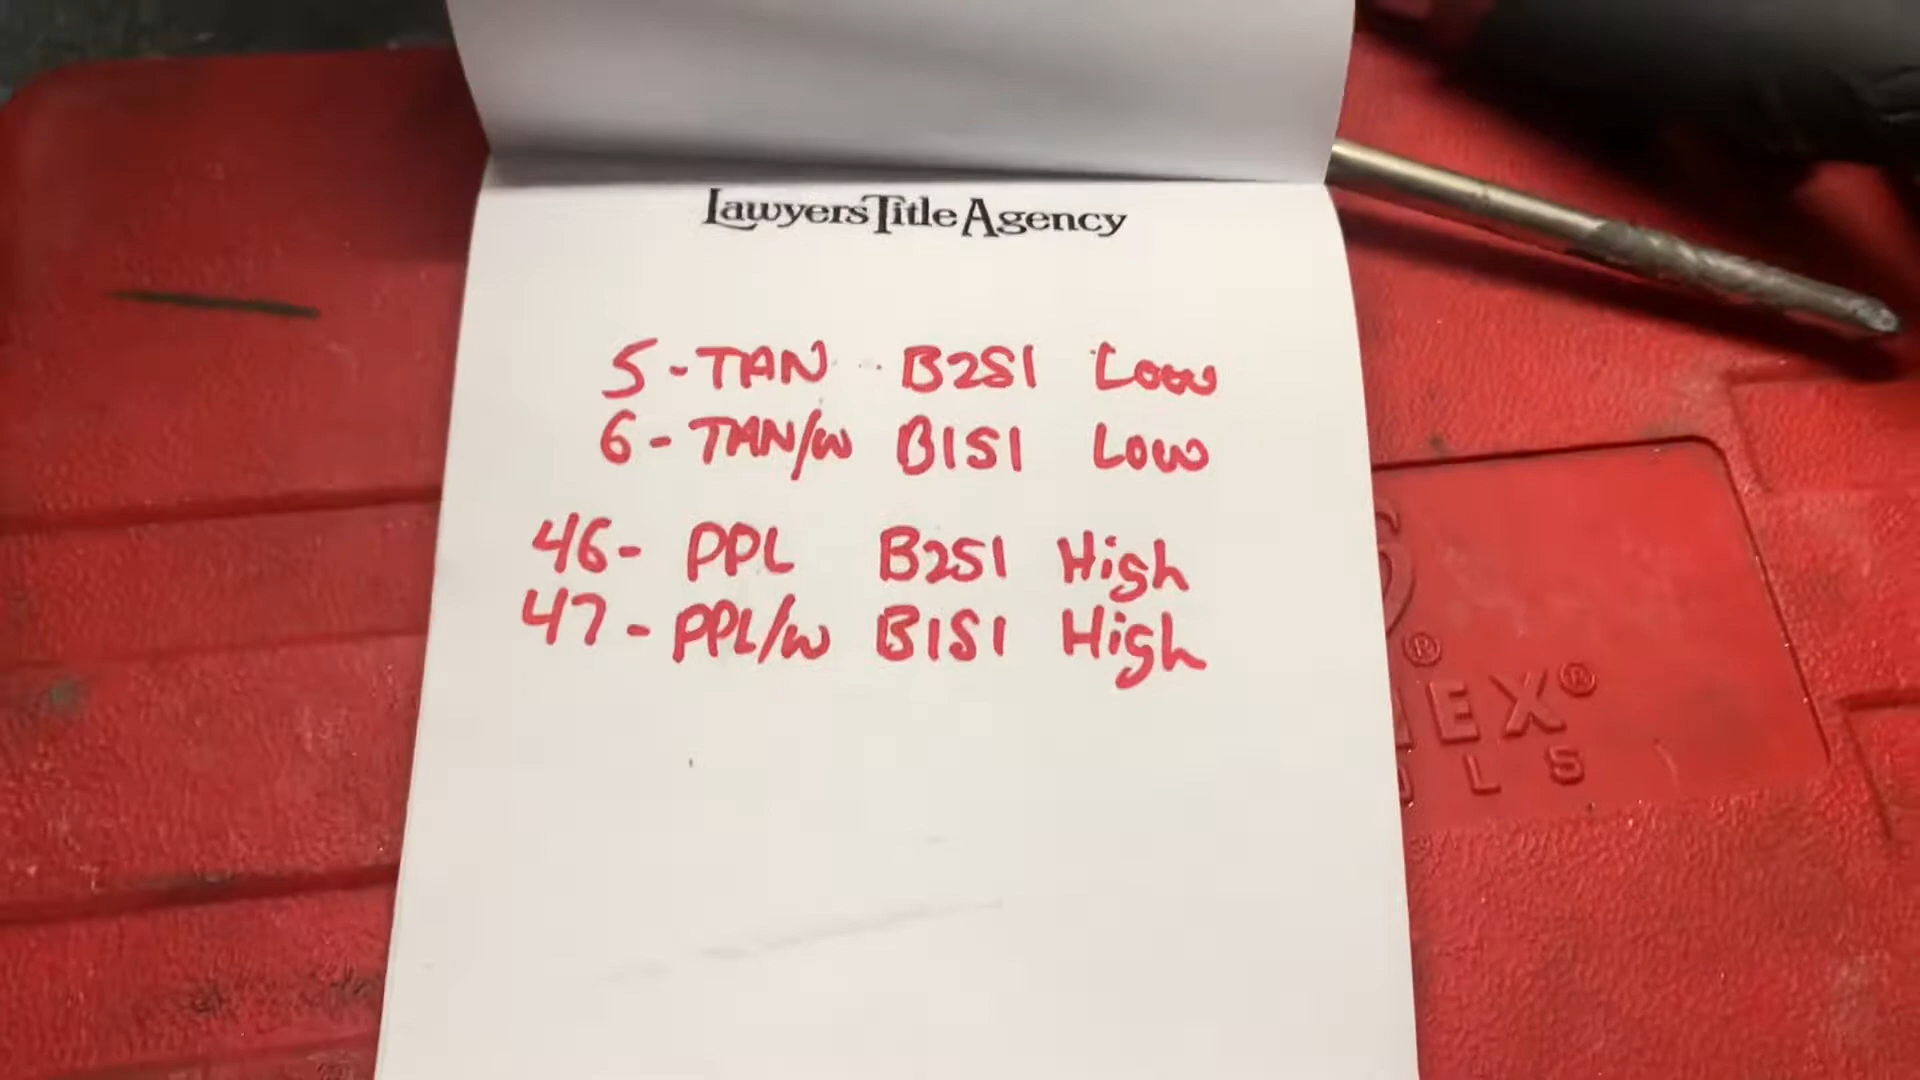 Lawyers Title Agency
5-TAN B2S1 Low
6-TAN/W B1S1 Low
46- PPL B2S1 High
47-PPL/W B1S1 High
®
®